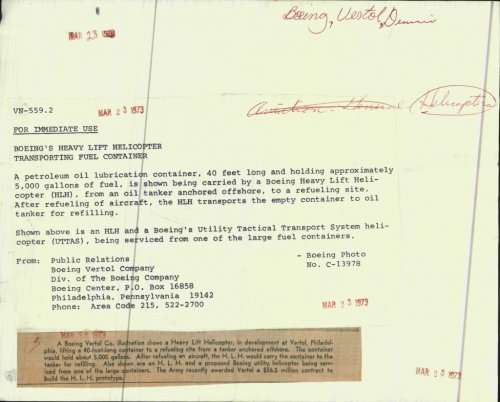 Boeing, Vertol, Dennis
MAR 23 1973
VN-559.2
MAR 23 1973
Aviation - General
Helicopters
FOR IMMEDIATE USE
BOEING'S HEAVY LIFT HELICOPTER
TRANSPORTING FUEL CONTAINER
A petroleum oil lubrication container, 40 feet long and holding approximately
5,000 gallons of fuel, is shown being carried by a Boeing Heavy Lift Heli-
copter (HLH), from an oil tanker anchored offshore, to a refueling site.
After refueling of aircraft, the HLH transports the empty container to oil
tanker for refilling.
Shown above is an HLH and a Boeing's Utility Tactical Transport System heli-
copter (UTTAS), being serviced from one of the large fuel containers.
From: Public Relations
- Boeing Photo
Boeing Vertol Company
No. C-13978
Div. of The Boeing Company
Boeing Center, P.O. Box 16858
Philadelphia, Pennsylvania 19142
Phone: Area Code 215, 522-2700
MAR 23 1973
A Boeing Vertol Co. illustration shows a Heavy Lift Helicopter, in development at Vertol, Philadel-
phia, lifting a 40-foot-long container to a refueling site from a tanker anchored offshore. The container
would hold about 5,000 gallons. After refueling an aircraft, the H. L. H. would carry the container to the
tanker for refilling. Also shown are an H. L. H. and a proposed Boeing utility helicopter being serv-
iced from one of the large containers. The Army recently awarded Vertol a $56.5 million contract to
build the H. L. H. prototype.
MAR 23 1973